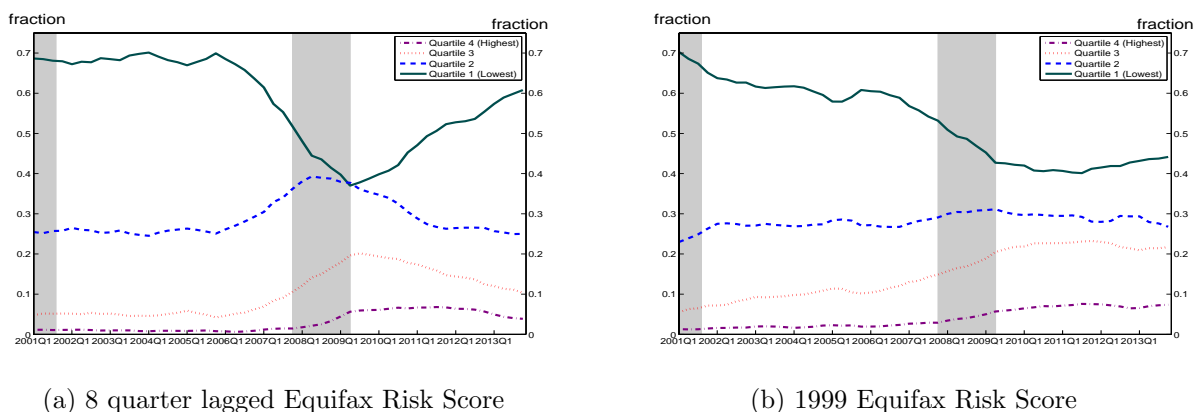 fraction
fraction
Quartile 4 (Highest)
Quartile 3
Quartile 2
Quartile 1 (Lowest)
0.7
0.6
0.5
0.4
0.3
0.2
0.1
0
0.7
0.6
0.5
0.4
0.3
0.2
0.1
0
2001Q1 2002Q1 2003Q1 2004Q1 2005Q1 2006Q1 2007Q1 2008Q1 2009Q1 2010Q1 2011Q1 2012Q1 2013Q1
(a) 8 quarter lagged Equifax Risk Score
fraction
fraction
Quartile 4 (Highest)
Quartile 3
Quartile 2
Quartile 1 (Lowest)
0.7
0.6
0.5
0.4
0.3
0.2
0.1
0
0.7
0.6
0.5
0.4
0.3
0.2
0.1
0
2001Q1 2002Q1 2003Q1 2004Q1 2005Q1 2006Q1 2007Q1 2008Q1 2009Q1 2010Q1 2011Q1 2012Q1 2013Q1
(b) 1999 Equifax Risk Score